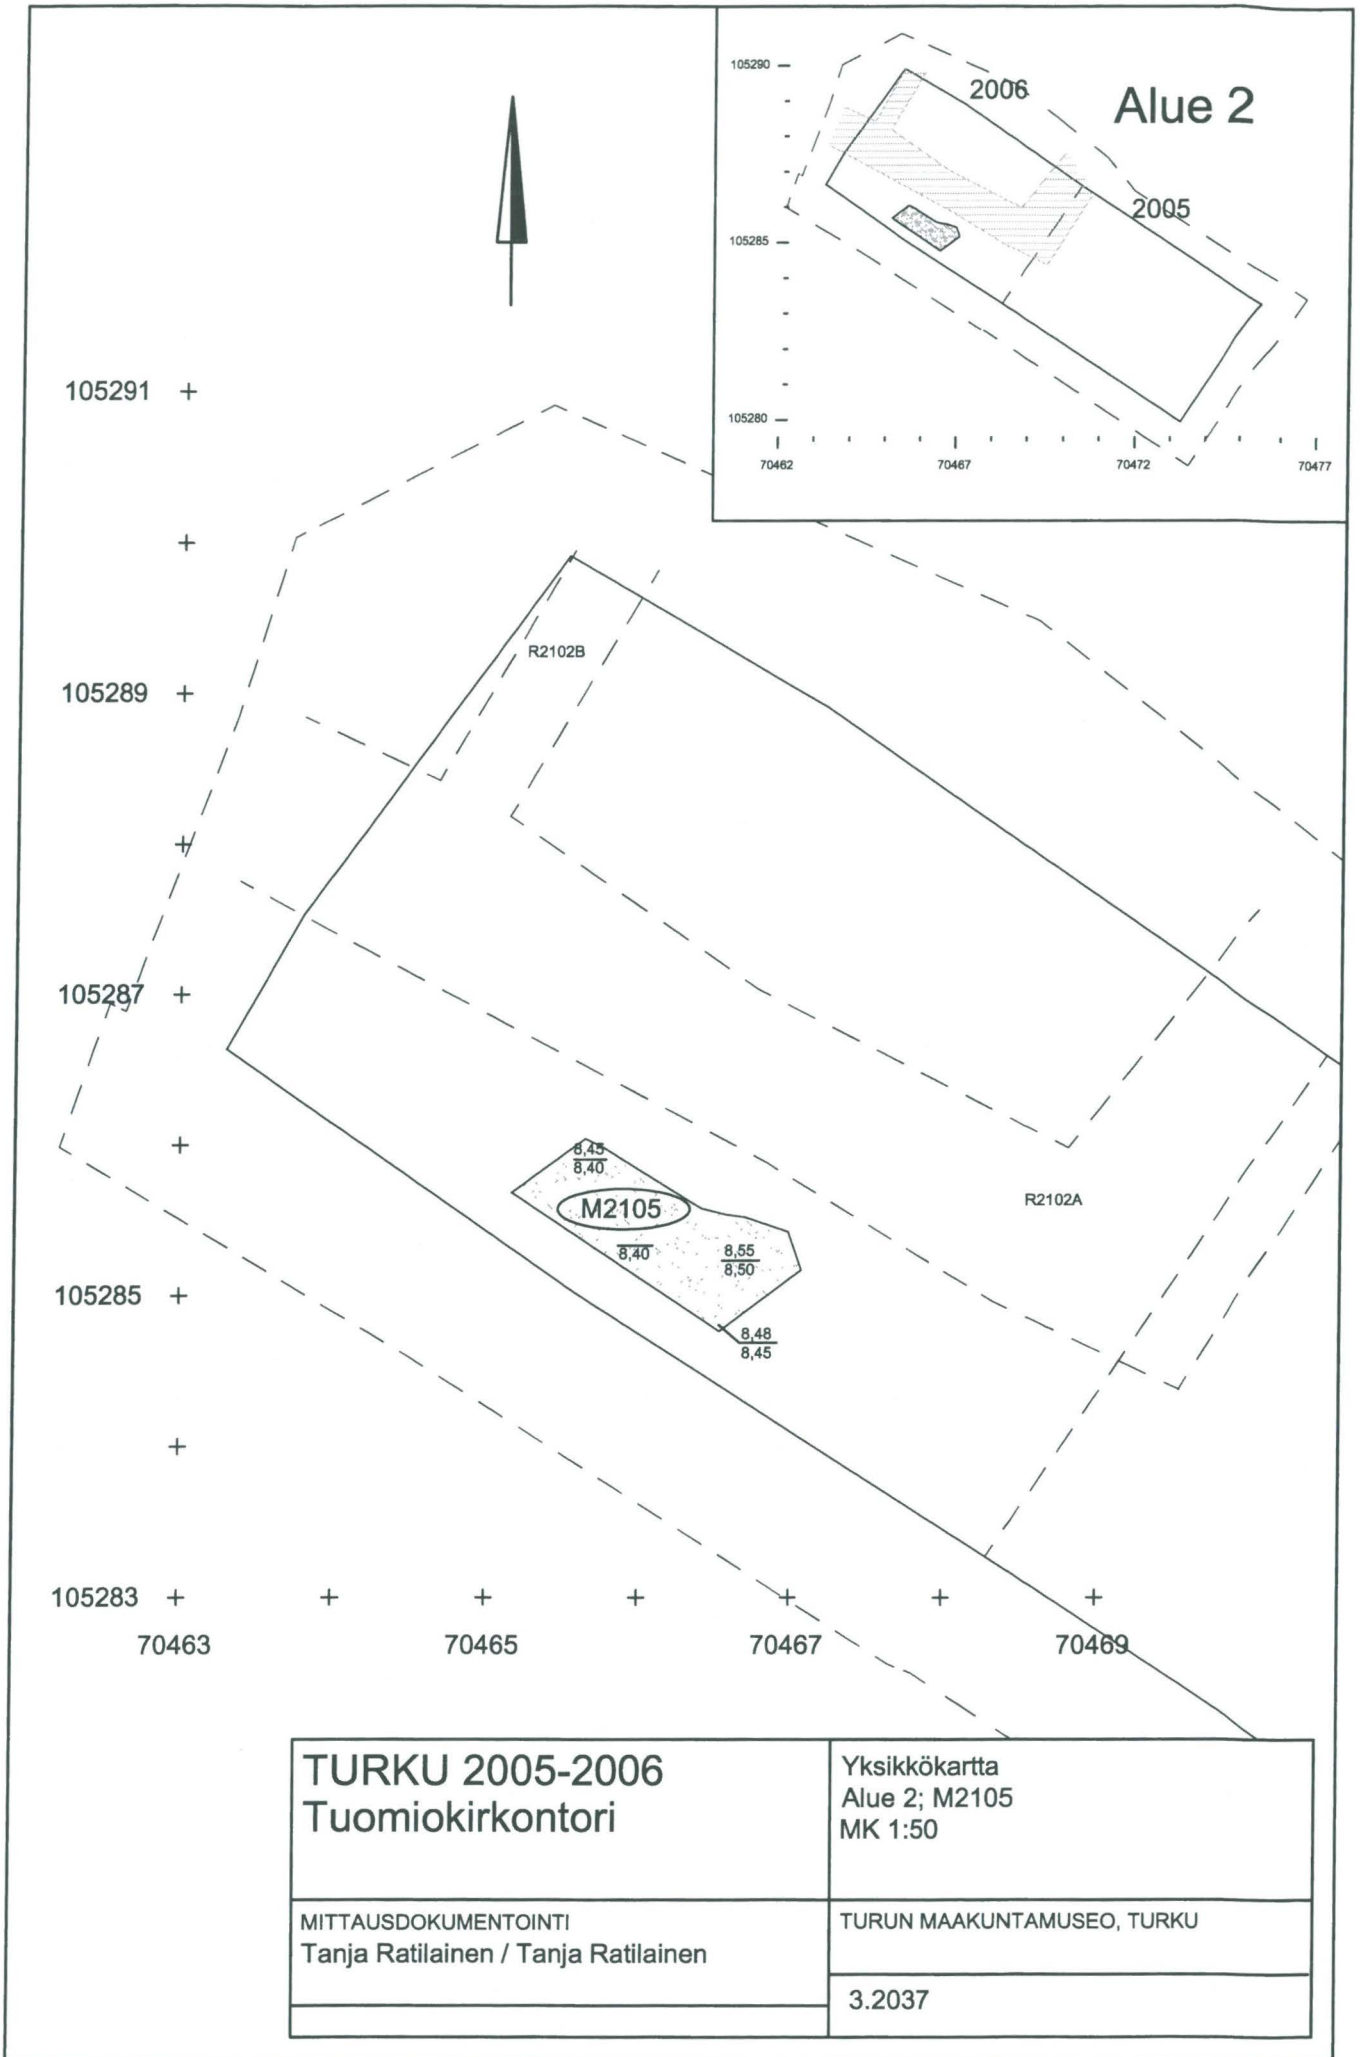 105290
2006
Alue 2
2005
105285
105280
70462
70467
70472
70477
105291
R2102B
105289
105287
8,45
8,40
M2105
R2102A
8,40
8,55
8,50
105285
8,48
8,45
105283
70463
70465
70467
70469
TURKU 2005-2006
Tuomiokirkontori
Yksikkökartta
Alue 2; M2105
MK 1:50
MITTAUSDOKUMENTOINTI
Tanja Ratilainen / Tanja Ratilainen
TURUN MAAKUNTAMUSEO, TURKU
3.2037